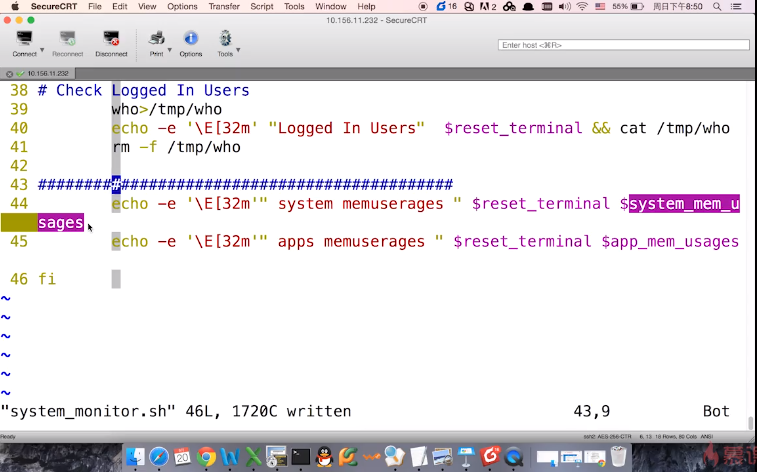 SecureCRT File Edit View Options Transfer Script Tools Window Help 16 2 55% 周日下午8:50
10.156.11.232 - SecureCRT
Connect Reconnect Disconnect Print Options Tools Enter host <⌘R>
10.156.11.232
38 # Check Logged In Users
39 who>/tmp/who
40 echo -e '\E[32m' "Logged In Users" $reset_terminal && cat /tmp/who
41 rm -f /tmp/who
42
43 #############################################
44 echo -e '\E[32m'" system memuserages " $reset_terminal $system_mem_u
sages
45 echo -e '\E[32m'" apps memuserages " $reset_terminal $app_mem_usages
46 fi
~
~
~
~
~
~
"system_monitor.sh" 46L, 1720C written 43,9 Bot
Ready ssh2: AES-256-CTR 6, 13 18 Rows, 80 Cols ANSI
20